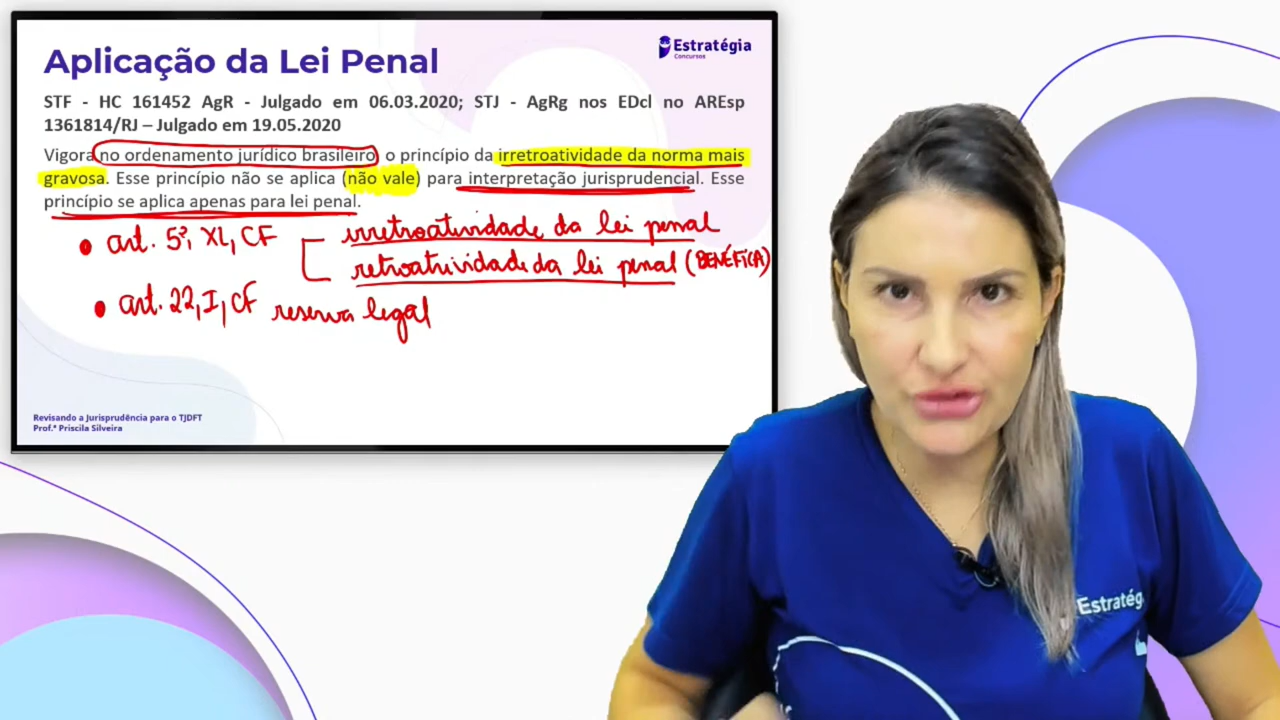 Aplicação da Lei Penal
Estratégia
Concursos
STF - HC 161452 AgR - Julgado em 06.03.2020; STJ - AgRg nos EDcl no AREsp
1361814/RJ – Julgado em 19.05.2020
Vigora no ordenamento jurídico brasileiro o princípio da irretroatividade da norma mais
gravosa. Esse princípio não se aplica (não vale) para interpretação jurisprudencial. Esse
princípio se aplica apenas para lei penal.
• art. 5º, XL, CF
irretroatividade da lei penal
retroatividade da lei penal (BENÉFICA)
• art. 22, I, CF reserva legal
Revisando a Jurisprudência para o TJDFT
Prof.ª Priscila Silveira
Estratég